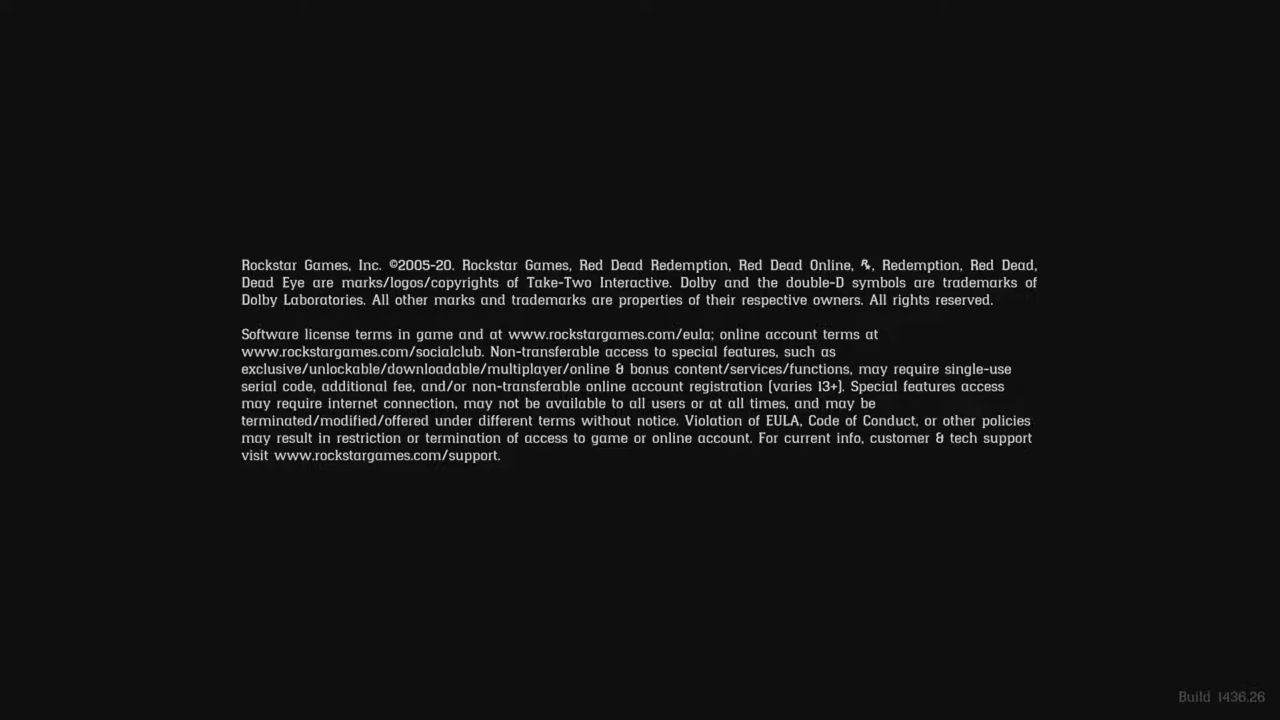 Rockstar Games, Inc. ©2005-20. Rockstar Games, Red Dead Redemption, Red Dead Online, , Redemption, Red Dead,
Dead Eye are marks/logos/copyrights of Take-Two Interactive. Dolby and the double-D symbols are trademarks of
Dolby Laboratories. All other marks and trademarks are properties of their respective owners. All rights reserved.
Software license terms in game and at www.rockstargames.com/eula; online account terms at
www.rockstargames.com/socialclub. Non-transferable access to special features, such as
exclusive/unlockable/downloadable/multiplayer/online & bonus content/services/functions, may require single-use
serial code, additional fee, and/or non-transferable online account registration (varies 13+). Special features access
may require internet connection, may not be available to all users or at all times, and may be
terminated/modified/offered under different terms without notice. Violation of EULA, Code of Conduct, or other policies
may result in restriction or termination of access to game or online account. For current info, customer & tech support
visit www.rockstargames.com/support.
Build 1436.26